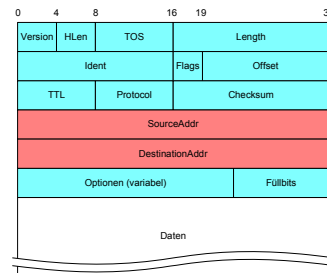 0 4 8 16 19 3
Version HLen TOS Length
Ident Flags Offset
TTL Protocol Checksum
SourceAddr
DestinationAddr
Optionen (variabel) Füllbits
Daten